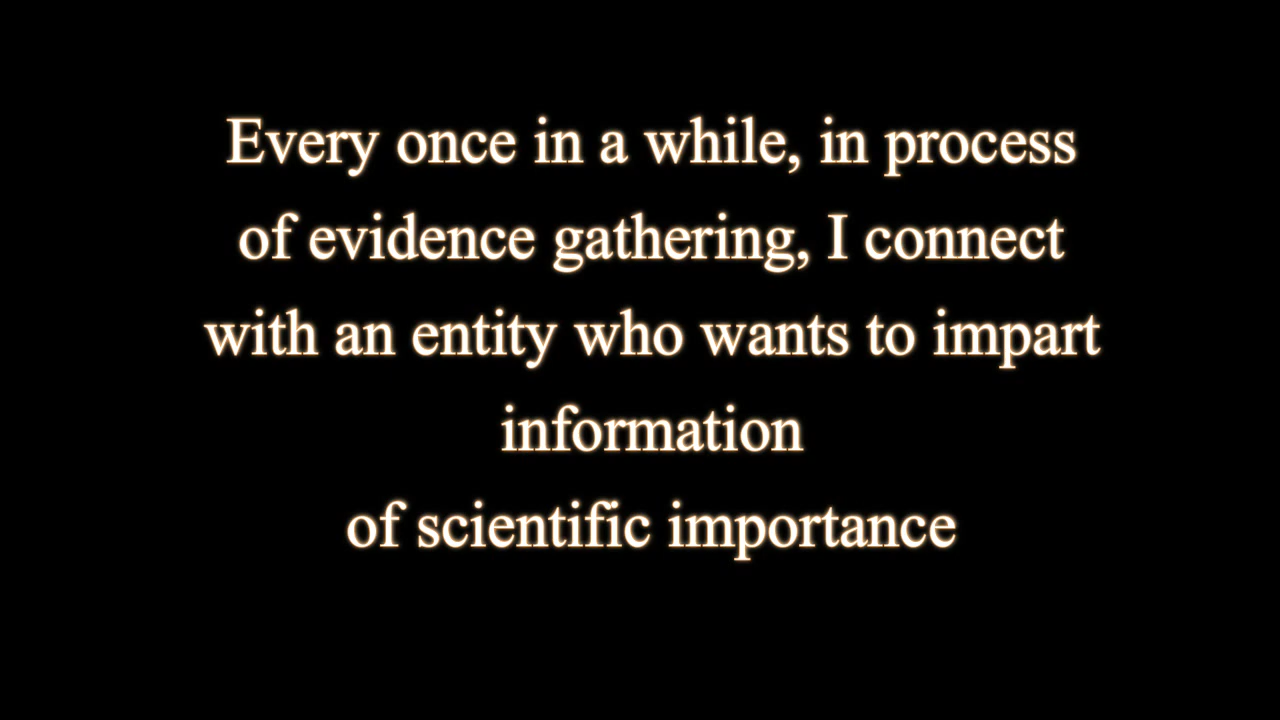 Every once in a while, in process
of evidence gathering, I connect
with an entity who wants to impart
information
of scientific importance